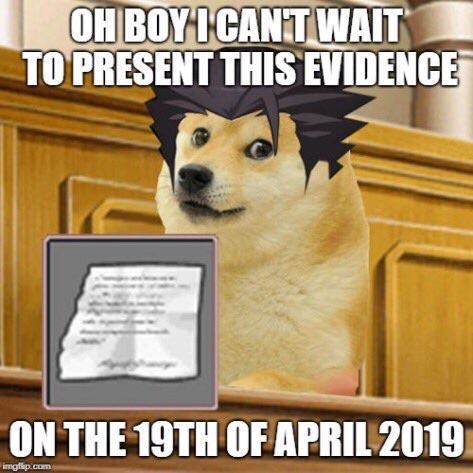 OH BOY I CAN'T WAIT
TO PRESENT THIS EVIDENCE
ON THE 19TH OF APRIL 2019
imgflip.com